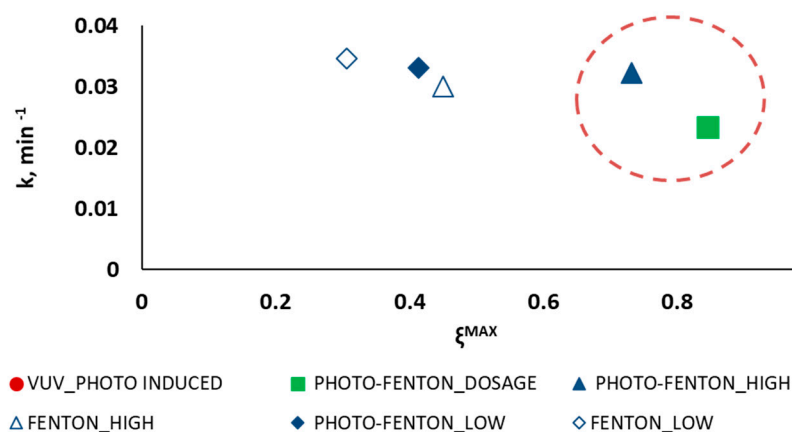 0.04
0.03
0.02
0.01
0
k, min -1
0 0.2 0.4 0.6 0.8
ξMAX
VUV_PHOTO INDUCED PHOTO-FENTON_DOSAGE PHOTO-FENTON_HIGH
FENTON_HIGH PHOTO-FENTON_LOW FENTON_LOW